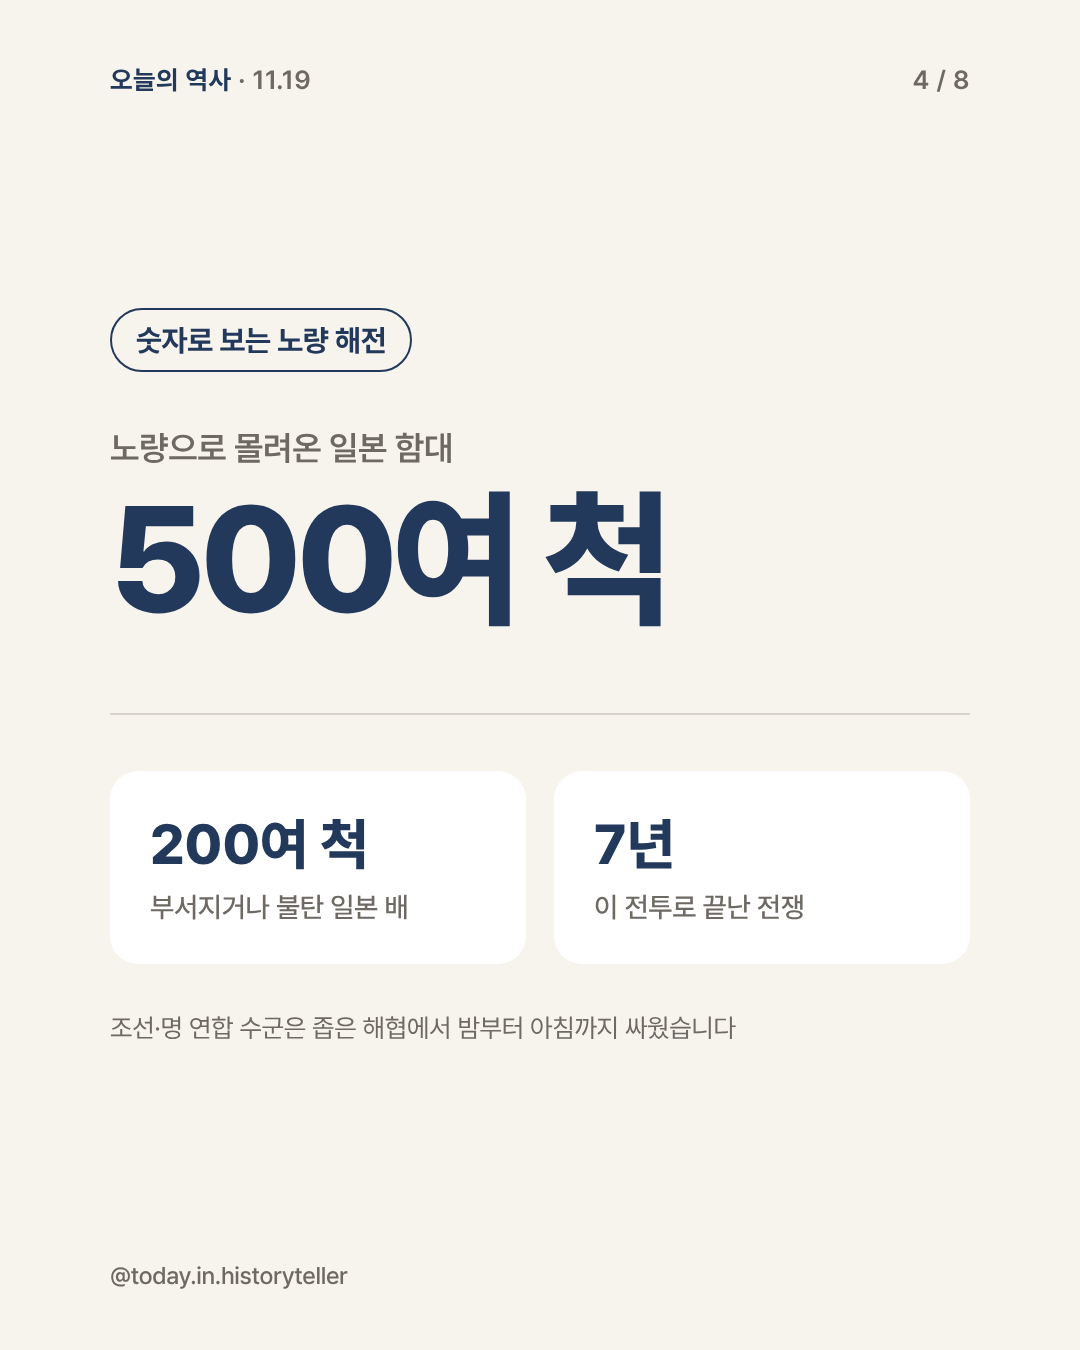 오늘의 역사 · 11.19
4 / 8
숫자로 보는 노량 해전
노량으로 몰려온 일본 함대
500여 척
200여 척
부서지거나 불탄 일본 배
7년
이 전투로 끝난 전쟁
조선·명 연합 수군은 좁은 해협에서 밤부터 아침까지 싸웠습니다
@today.in.historyteller